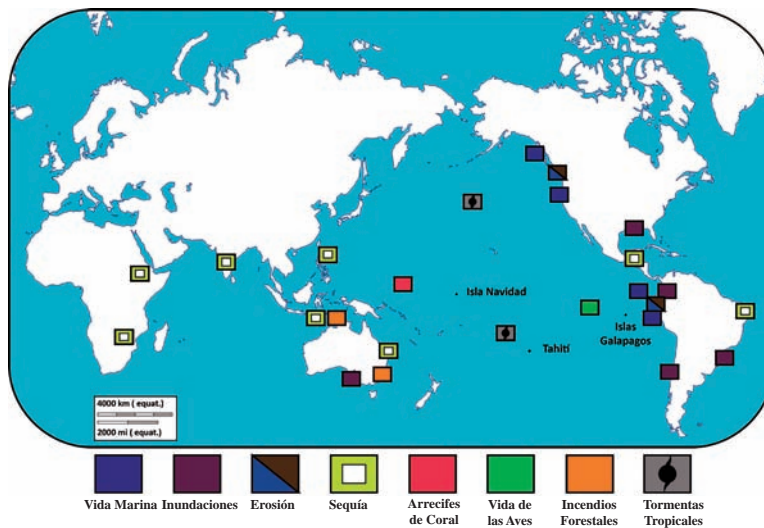 Isla Navidad
Islas
Galapagos
Tahití
4000 km ( equat.)
2000 mi ( equat.)
Vida Marina
Inundaciones
Erosión
Sequía
Arrecifes
de Coral
Vida de
las Aves
Incendios
Forestales
Tormentas
Tropicales